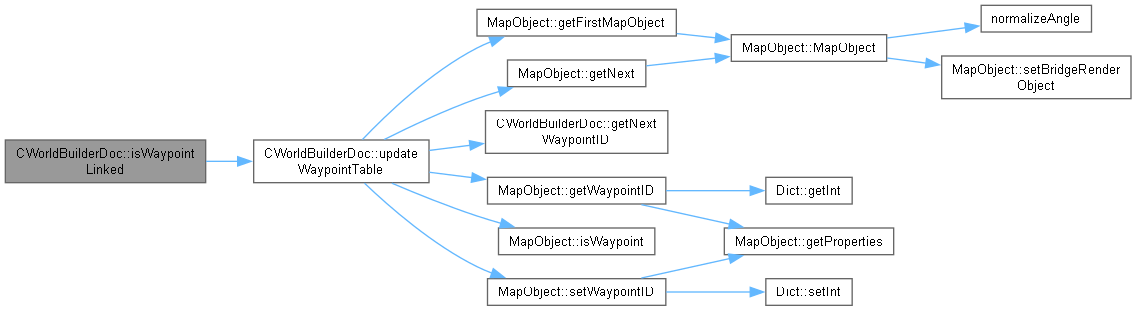 CWorldBuilderDoc::isWaypoint
Linked
CWorldBuilderDoc::update
WaypointTable
MapObject::getFirstMapObject
MapObject::getNext
CWorldBuilderDoc::getNext
WaypointID
MapObject::getWaypointID
MapObject::isWaypoint
MapObject::setWaypointID
MapObject::MapObject
Dict::getInt
MapObject::getProperties
Dict::setInt
normalizeAngle
MapObject::setBridgeRender
Object